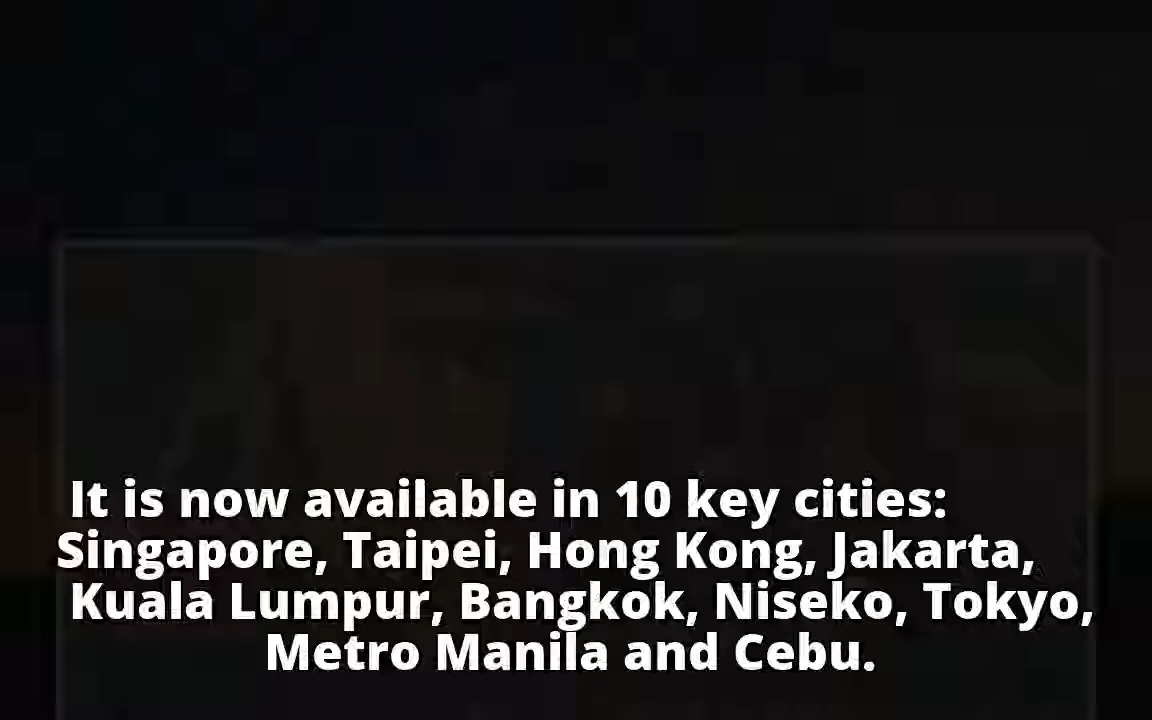 It is now available in 10 key cities:
Singapore, Taipei, Hong Kong, Jakarta,
Kuala Lumpur, Bangkok, Niseko, Tokyo,
Metro Manila and Cebu.